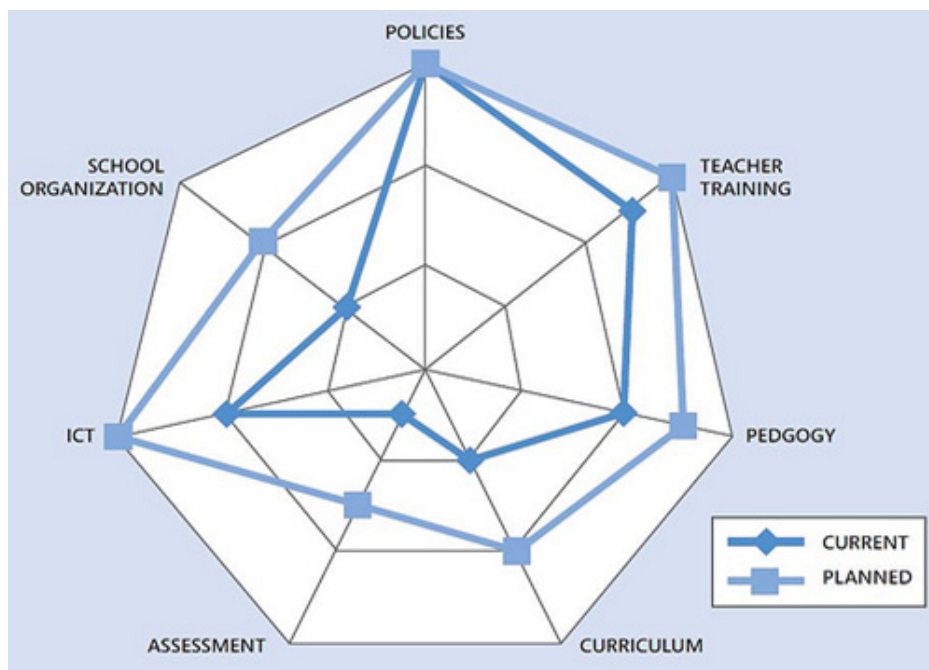 POLICIES
SCHOOL
ORGANIZATION
TEACHER
TRAINING
ICT
PEDGOGY
CURRENT
PLANNED
ASSESSMENT
CURRICULUM